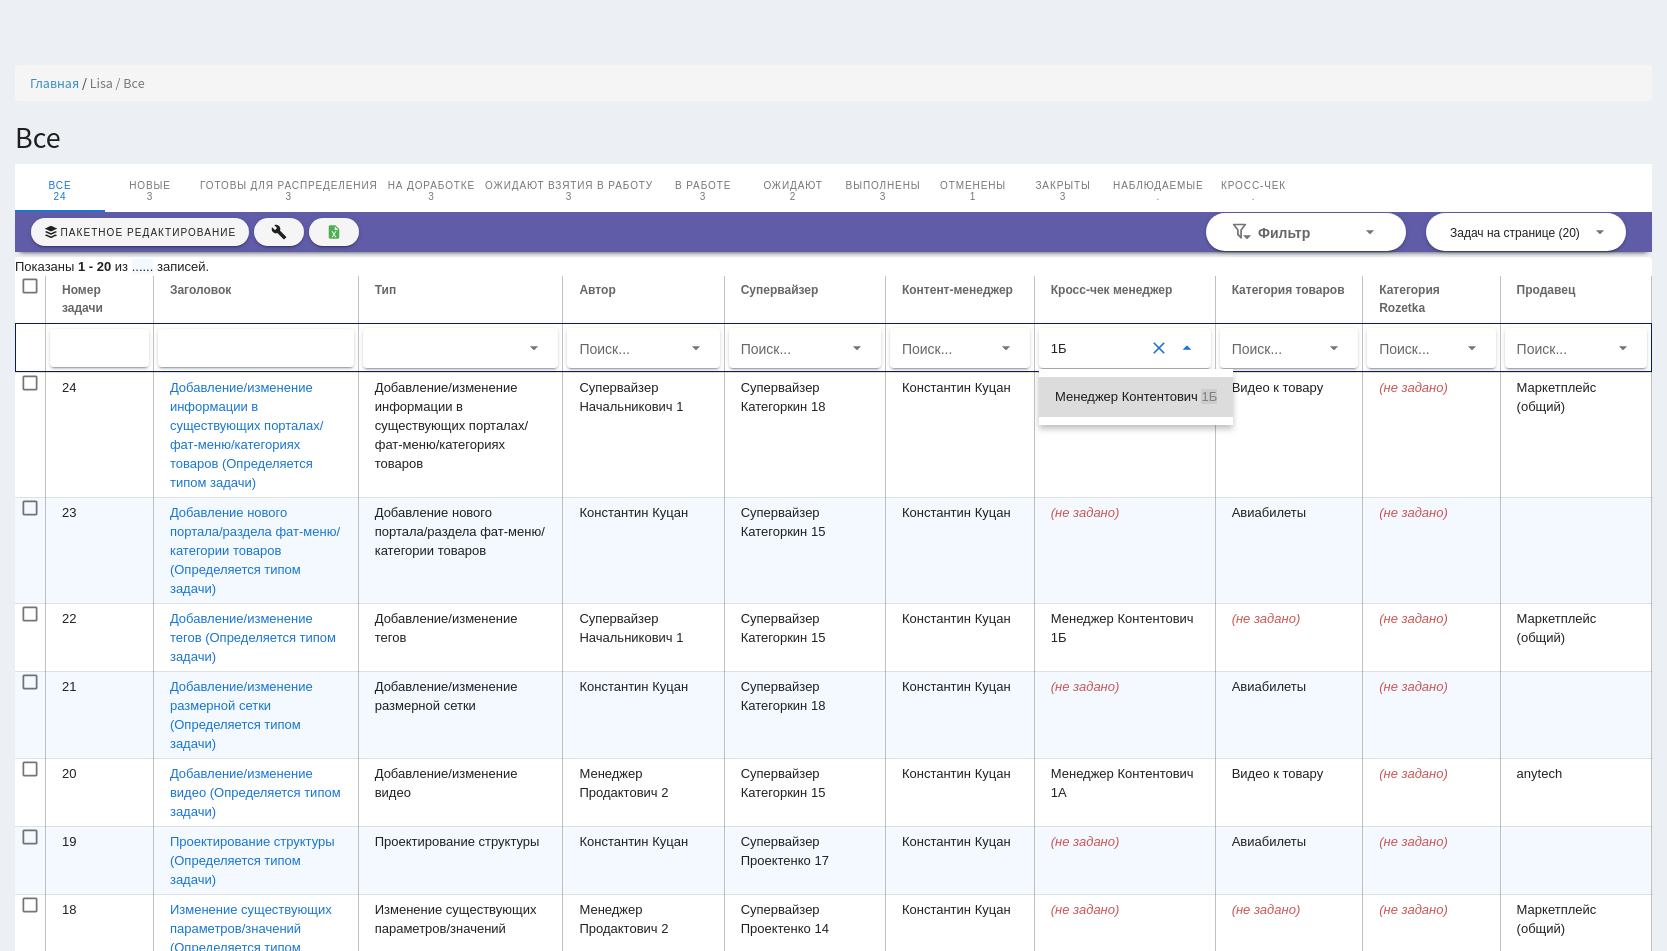 Главная / Lisa / Все
Все
ВСЕ НОВЫЕ ГОТОВЫ ДЛЯ РАСПРЕДЕЛЕНИЯ НА ДОРАБОТКЕ ОЖИДАЮТ ВЗЯТИЯ В РАБОТУ В РАБОТЕ ОЖИДАЮТ ВЫПОЛНЕНЫ ОТМЕНЕНЫ ЗАКРЫТЫ НАБЛЮДАЕМЫЕ КРОСС-ЧЕК
24 3 3 3 3 3 2 3 1 3 . .
ПАКЕТНОЕ РЕДАКТИРОВАНИЕ Фильтр Задач на странице (20)
Показаны 1 - 20 из ...... записей.
Номер Заголовок Тип Автор Супервайзер Контент-менеджер Кросс-чек менеджер Категория товаров Категория Продавец
задачи Rozetka
Поиск... Поиск... Поиск... 1Б Поиск... Поиск... Поиск...
24 Добавление/изменение Добавление/изменение Супервайзер Супервайзер Константин Куцан Менеджер Контентович 1Б Видео к товару (не задано) Маркетплейс
информации в информации в Начальникович 1 Категоркин 18 (общий)
существующих порталах/ существующих порталах/
фат-меню/категориях фат-меню/категориях
товаров (Определяется товаров
типом задачи)
23 Добавление нового Добавление нового Константин Куцан Супервайзер Константин Куцан (не задано) Авиабилеты (не задано)
портала/раздела фат-меню/ портала/раздела фат-меню/ Категоркин 15
категории товаров категории товаров
(Определяется типом
задачи)
22 Добавление/изменение Добавление/изменение Супервайзер Супервайзер Константин Куцан Менеджер Контентович (не задано) (не задано) Маркетплейс
тегов (Определяется типом тегов Начальникович 1 Категоркин 15 1Б (общий)
задачи)
21 Добавление/изменение Добавление/изменение Константин Куцан Супервайзер Константин Куцан (не задано) Авиабилеты (не задано)
размерной сетки размерной сетки Категоркин 18
(Определяется типом
задачи)
20 Добавление/изменение Добавление/изменение Менеджер Супервайзер Константин Куцан Менеджер Контентович Видео к товару (не задано) anytech
видео (Определяется типом видео Продактович 2 Категоркин 15 1А
задачи)
19 Проектирование структуры Проектирование структуры Константин Куцан Супервайзер Константин Куцан (не задано) Авиабилеты (не задано)
(Определяется типом Проектенко 17
задачи)
18 Изменение существующих Изменение существующих Менеджер Супервайзер Константин Куцан (не задано) (не задано) (не задано) Маркетплейс
параметров/значений параметров/значений Продактович 2 Проектенко 14 (общий)
(Определяется типом